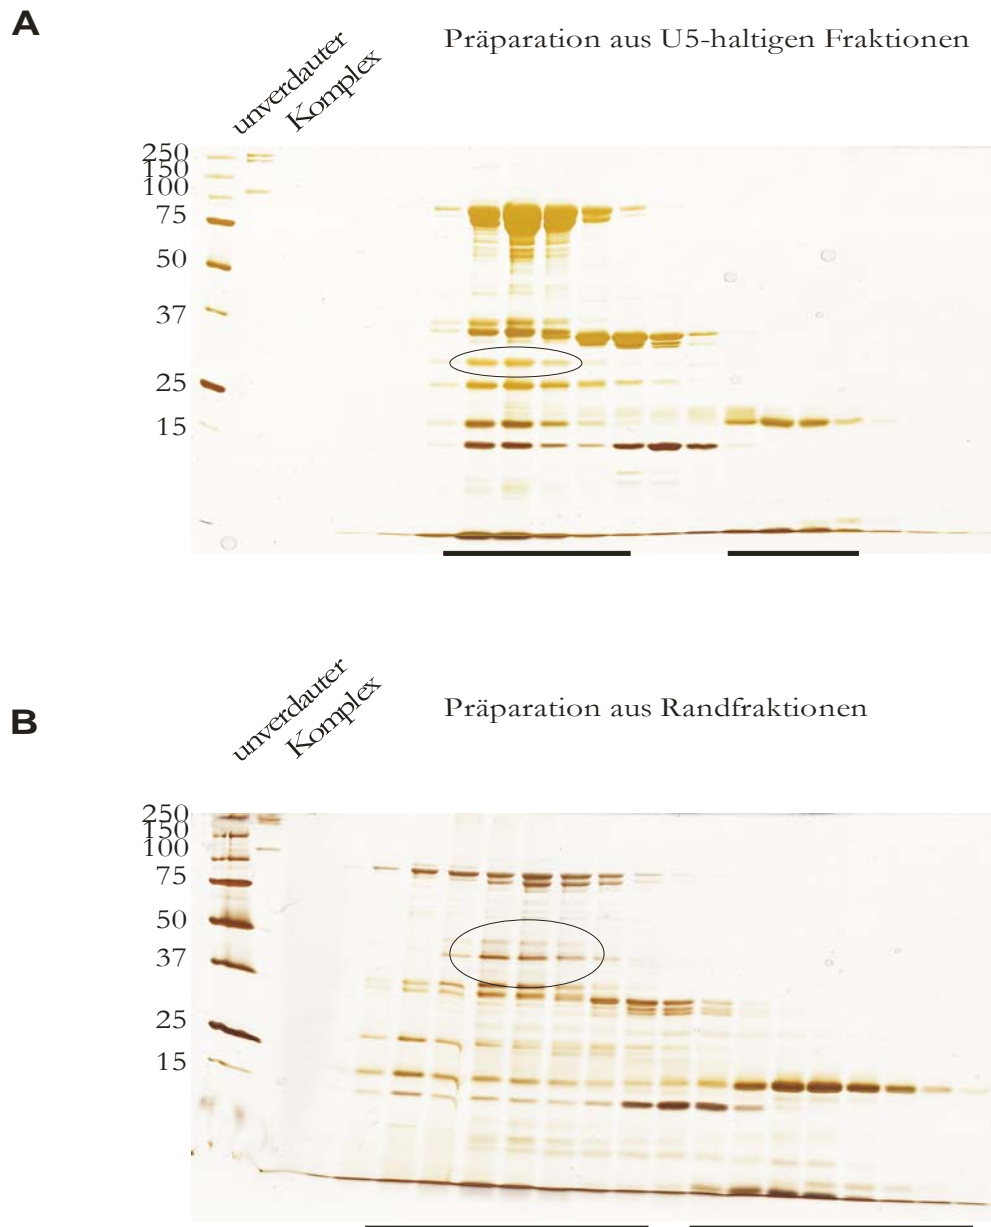 A
unverdauter
Komplex
Präparation aus U5-haltigen Fraktionen
250
150
100
75
50
37
25
15
B
unverdauter
Komplex
Präparation aus Randfraktionen
250
150
100
75
50
37
25
15